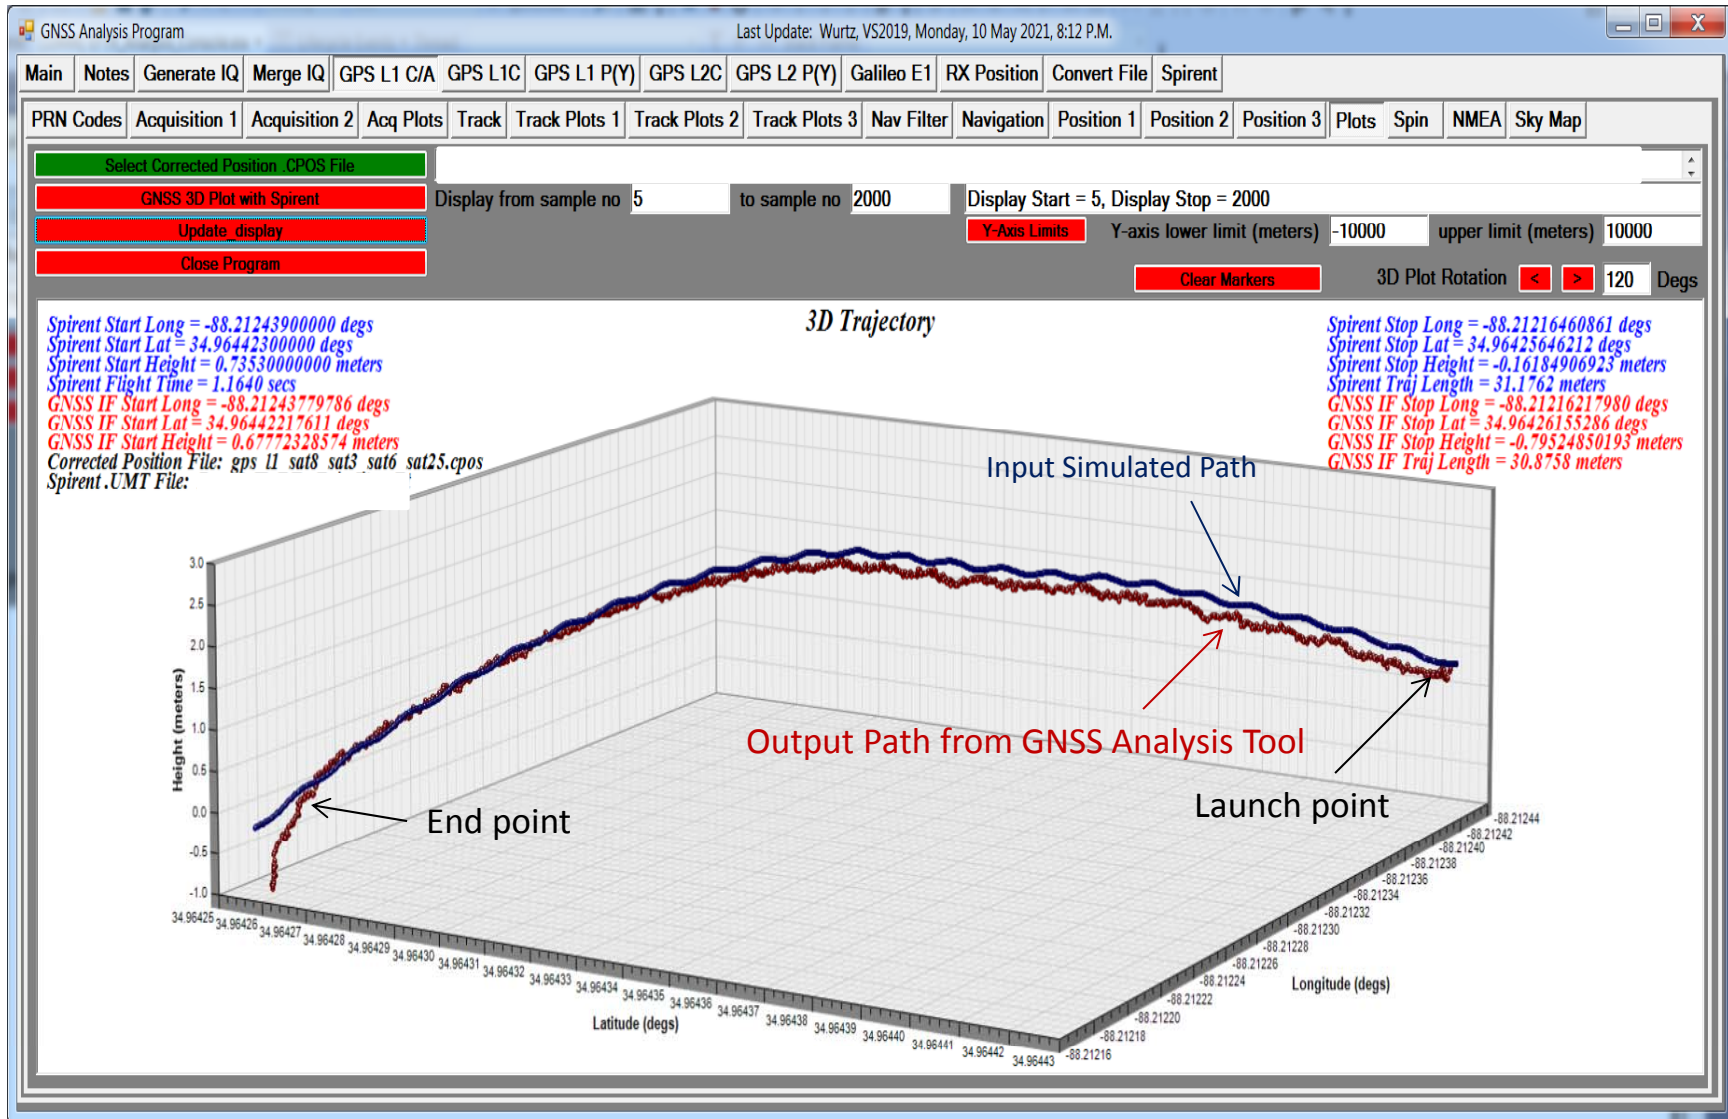 GNSS Analysis Program
Last Update: Wurtz, VS2019, Monday, 10 May 2021, 8:12 P.M.
Main Notes Generate IQ Merge IQ GPS L1 C/A GPS L1C GPS L1 P(Y) GPS L2C GPS L2 P(Y) Galileo E1 RX Position Convert File Spirent
PRN Codes Acquisition 1 Acquisition 2 Acq Plots Track Track Plots 1 Track Plots 2 Track Plots 3 Nav Filter Navigation Position 1 Position 2 Position 3 Plots Spin NMEA Sky Map
Select Corrected Position .CPOS File
GNSS 3D Plot with Spirent Display from sample no 5 to sample no 2000 Display Start = 5, Display Stop = 2000
Update_display Y-Axis Limits Y-axis lower limit (meters) -10000 upper limit (meters) 10000
Close Program
Clear Markers 3D Plot Rotation < > 120 Degs
3D Trajectory
Spirent Start Long = -88.21243900000 degs
Spirent Start Lat = 34.96442300000 degs
Spirent Start Height = 0.73530000000 meters
Spirent Flight Time = 1.1640 secs
GNSS IF Start Long = -88.21243779786 degs
GNSS IF Start Lat = 34.96442217611 degs
GNSS IF Start Height = 0.67772328574 meters
Corrected Position File: gps_l1_sat8_sat3_sat6_sat25.cpos
Spirent .UMT File:
Spirent Stop Long = -88.21216460861 degs
Spirent Stop Lat = 34.96425646212 degs
Spirent Stop Height = -0.16184906923 meters
Spirent Traj Length = 31.1762 meters
GNSS IF Stop Long = -88.21216217980 degs
GNSS IF Stop Lat = 34.96426155286 degs
GNSS IF Stop Height = -0.79524850193 meters
GNSS IF Traj Length = 30.8758 meters
Input Simulated Path
Output Path from GNSS Analysis Tool
Launch point
End point
Height (meters)
3.0
2.5
2.0
1.5
1.0
0.5
0.0
-0.5
-1.0
34.96425
34.96426
34.96427
34.96428
34.96429
34.96430
34.96431
34.96432
34.96433
34.96434
34.96435
34.96436
34.96437
34.96438
34.96439
34.96440
34.96441
34.96442
34.96443
Latitude (degs)
-88.21244
-88.21242
-88.21240
-88.21238
-88.21236
-88.21234
-88.21232
-88.21230
-88.21228
-88.21226
-88.21224
-88.21222
-88.21220
-88.21218
-88.21216
Longitude (degs)